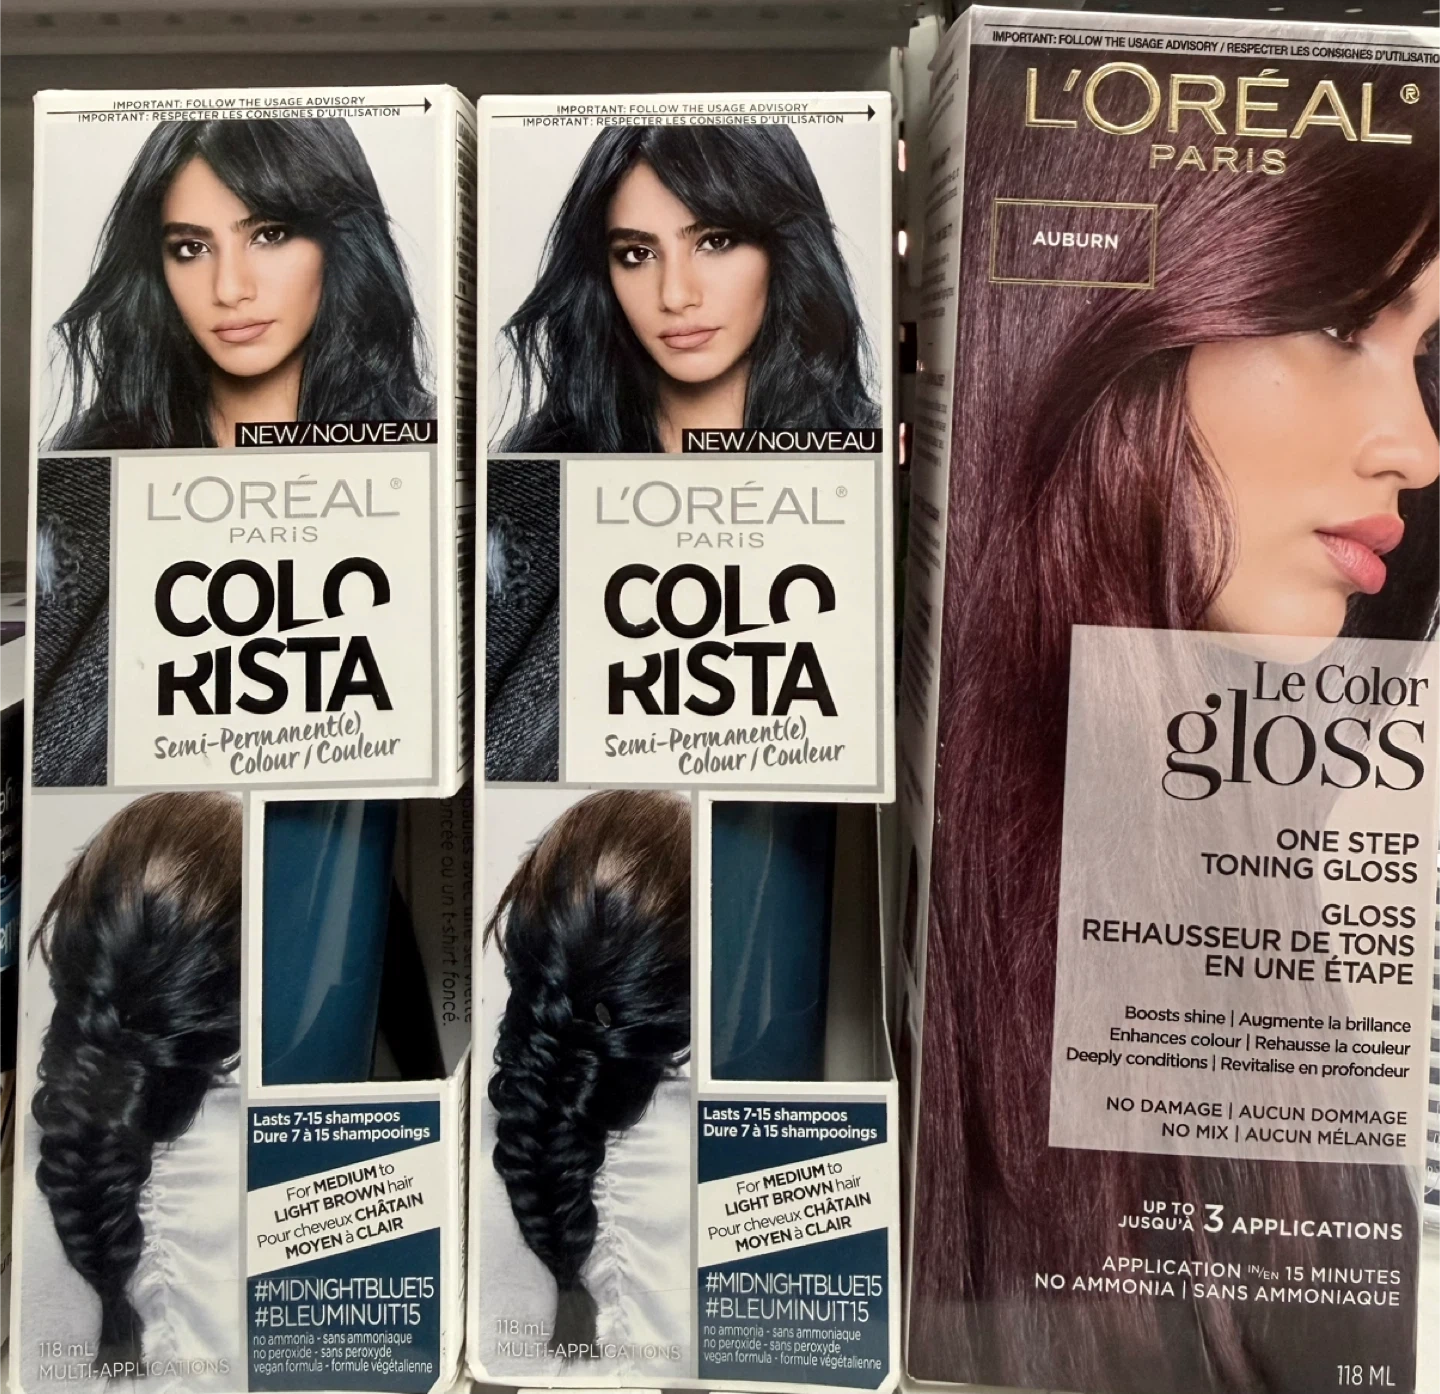 IMPORTANT: FOLLOW THE USAGE ADVISORY
IMPORTANT: RESPECTER LES CONSIGNES D'UTILISATION
NEW/NOUVEAU
L'ORÉAL®
PARiS
COLO
RISTA
Semi-Permanent(e)
Colour / Couleur
Lasts 7-15 shampoos
Dure 7 à 15 shampooings
For MEDIUM to
LIGHT BROWN hair
Pour cheveux CHÂTAIN
MOYEN à CLAIR
#MIDNIGHTBLUE15
#BLEUMINUIT15
no ammonia - sans ammoniaque
no peroxide - sans peroxyde
vegan formula - formule végétalienne
118 mL
MULTI-APPLICATIONS
ou un t-shirt foncé.
IMPORTANT: FOLLOW THE USAGE ADVISORY
IMPORTANT: RESPECTER LES CONSIGNES D'UTILISATION
NEW/NOUVEAU
L'ORÉAL®
PARiS
COLO
RISTA
Semi-Permanent(e)
Colour / Couleur
Lasts 7-15 shampoos
Dure 7 à 15 shampooings
For MEDIUM to
LIGHT BROWN hair
Pour cheveux CHÂTAIN
MOYEN à CLAIR
#MIDNIGHTBLUE15
#BLEUMINUIT15
no ammonia - sans ammoniaque
no peroxide - sans peroxyde
vegan formula - formule végétalienne
118 mL
MULTI-APPLICATIONS
IMPORTANT: FOLLOW THE USAGE ADVISORY / RESPECTER LES CONSIGNES D'UTILISATIO
L'ORÉAL®
PARIS
AUBURN
Le Color
gloss
ONE STEP
TONING GLOSS
GLOSS
REHAUSSEUR DE TONS
EN UNE ÉTAPE
Boosts shine | Augmente la brillance
Enhances colour | Rehausse la couleur
Deeply conditions | Revitalise en profondeur
NO DAMAGE | AUCUN DOMMAGE
NO MIX | AUCUN MÉLANGE
UP TO
JUSQU'À 3 APPLICATIONS
APPLICATION IN/EN 15 MINUTES
NO AMMONIA | SANS AMMONIAQUE
118 ML